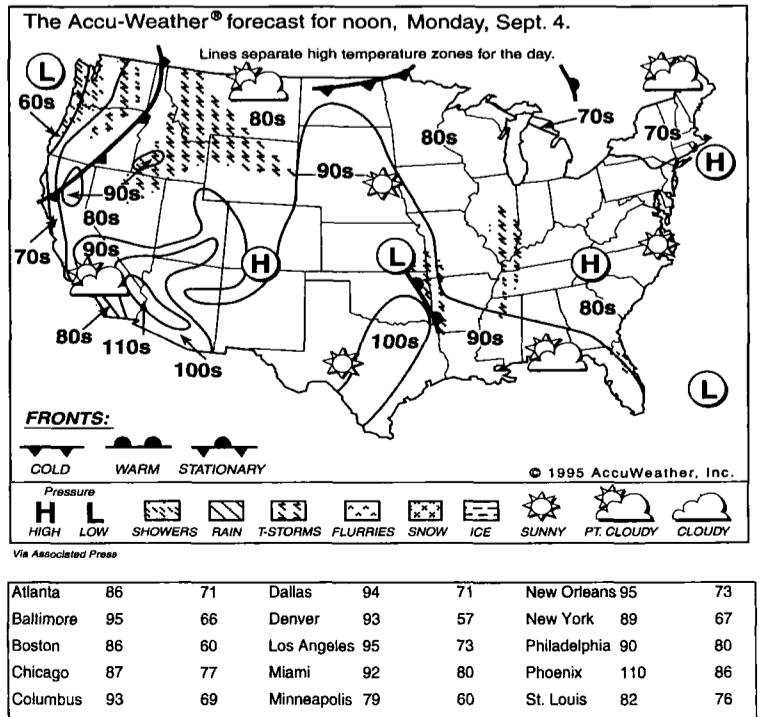 The Accu-Weather® forecast for noon, Monday, Sept. 4.
Lines separate high temperature zones for the day.
L
60s
80s
80s
70s
70s
H
90s
90s
80s
90s
70s
H
L
H
80s
80s
110s
100s
100s
90s
L
FRONTS:
COLD WARM STATIONARY
© 1995 AccuWeather, Inc.
Pressure
H L
HIGH LOW SHOWERS RAIN T-STORMS FLURRIES SNOW ICE SUNNY PT. CLOUDY CLOUDY
Via Associated Press
Atlanta 86 71 Dallas 94 71 New Orleans 95 73
Baltimore 95 66 Denver 93 57 New York 89 67
Boston 86 60 Los Angeles 95 73 Philadelphia 90 80
Chicago 87 77 Miami 92 80 Phoenix 110 86
Columbus 93 69 Minneapolis 79 60 St. Louis 82 76